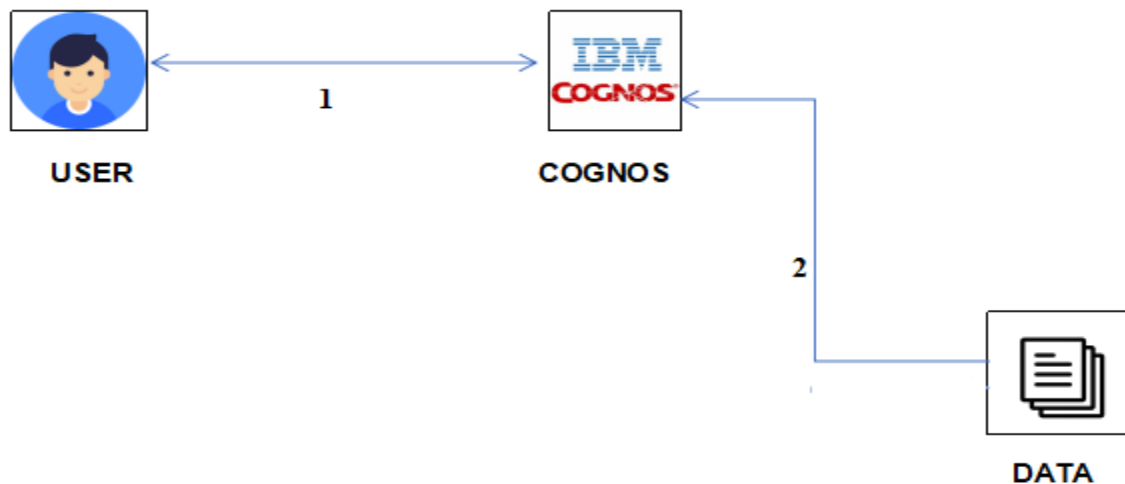 IBM
COGNOS
1
USER
COGNOS
2
DATA